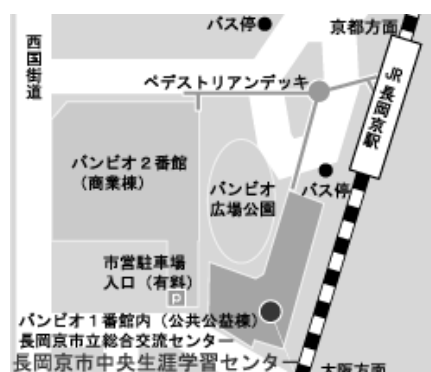 バス停
京都方面
西国街道
ペデストリアンデッキ
JR長岡京駅
バンビオ2番館
(商業棟)
バンビオ
広場公園
バス停
市営駐車場
入口(有料)
P
バンビオ1番館内(公共公益棟)
長岡京市立総合交流センター
長岡京市中央生涯学習センター
大阪方面